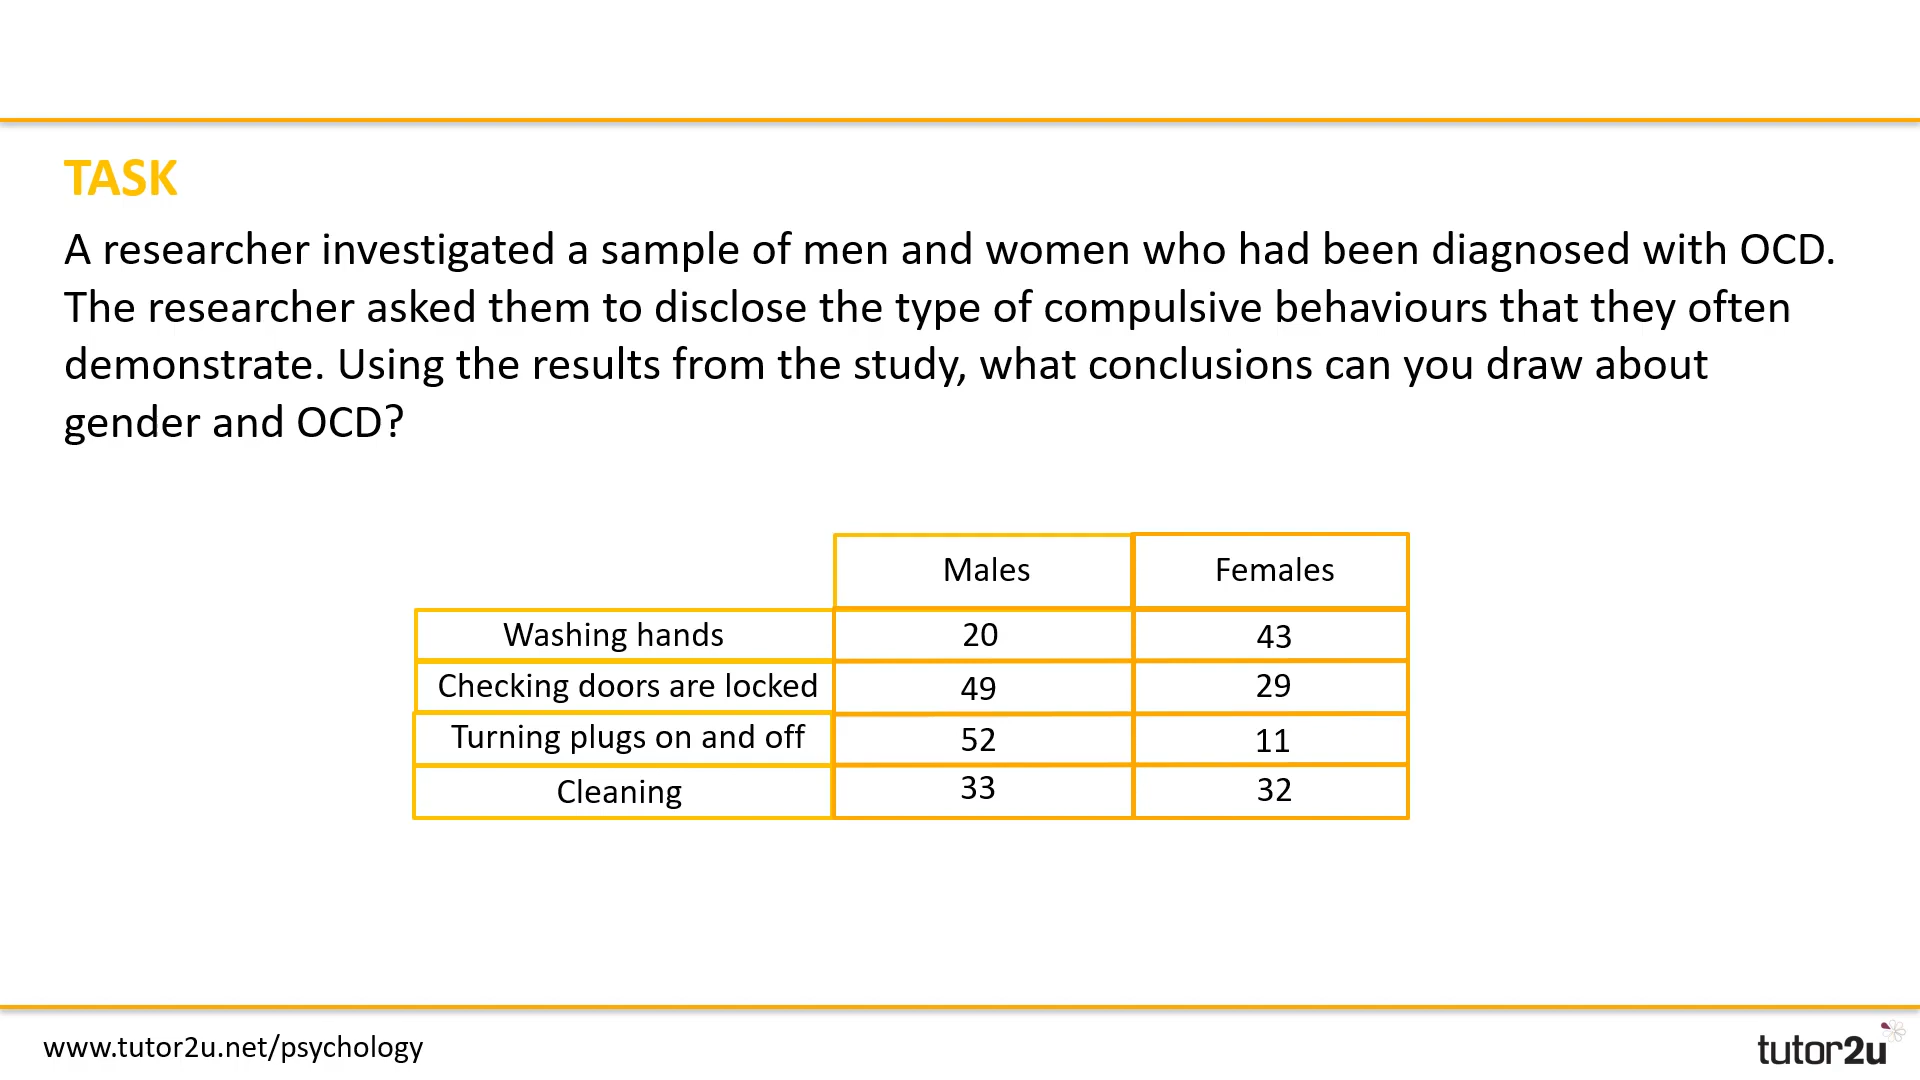 TASK
A researcher investigated a sample of men and women who had been diagnosed with OCD.
The researcher asked them to disclose the type of compulsive behaviours that they often
demonstrate. Using the results from the study, what conclusions can you draw about
gender and OCD?
Males Females
Washing hands 20 43
Checking doors are locked 49 29
Turning plugs on and off 52 11
Cleaning 33 32
www.tutor2u.net/psychology
tutor2u